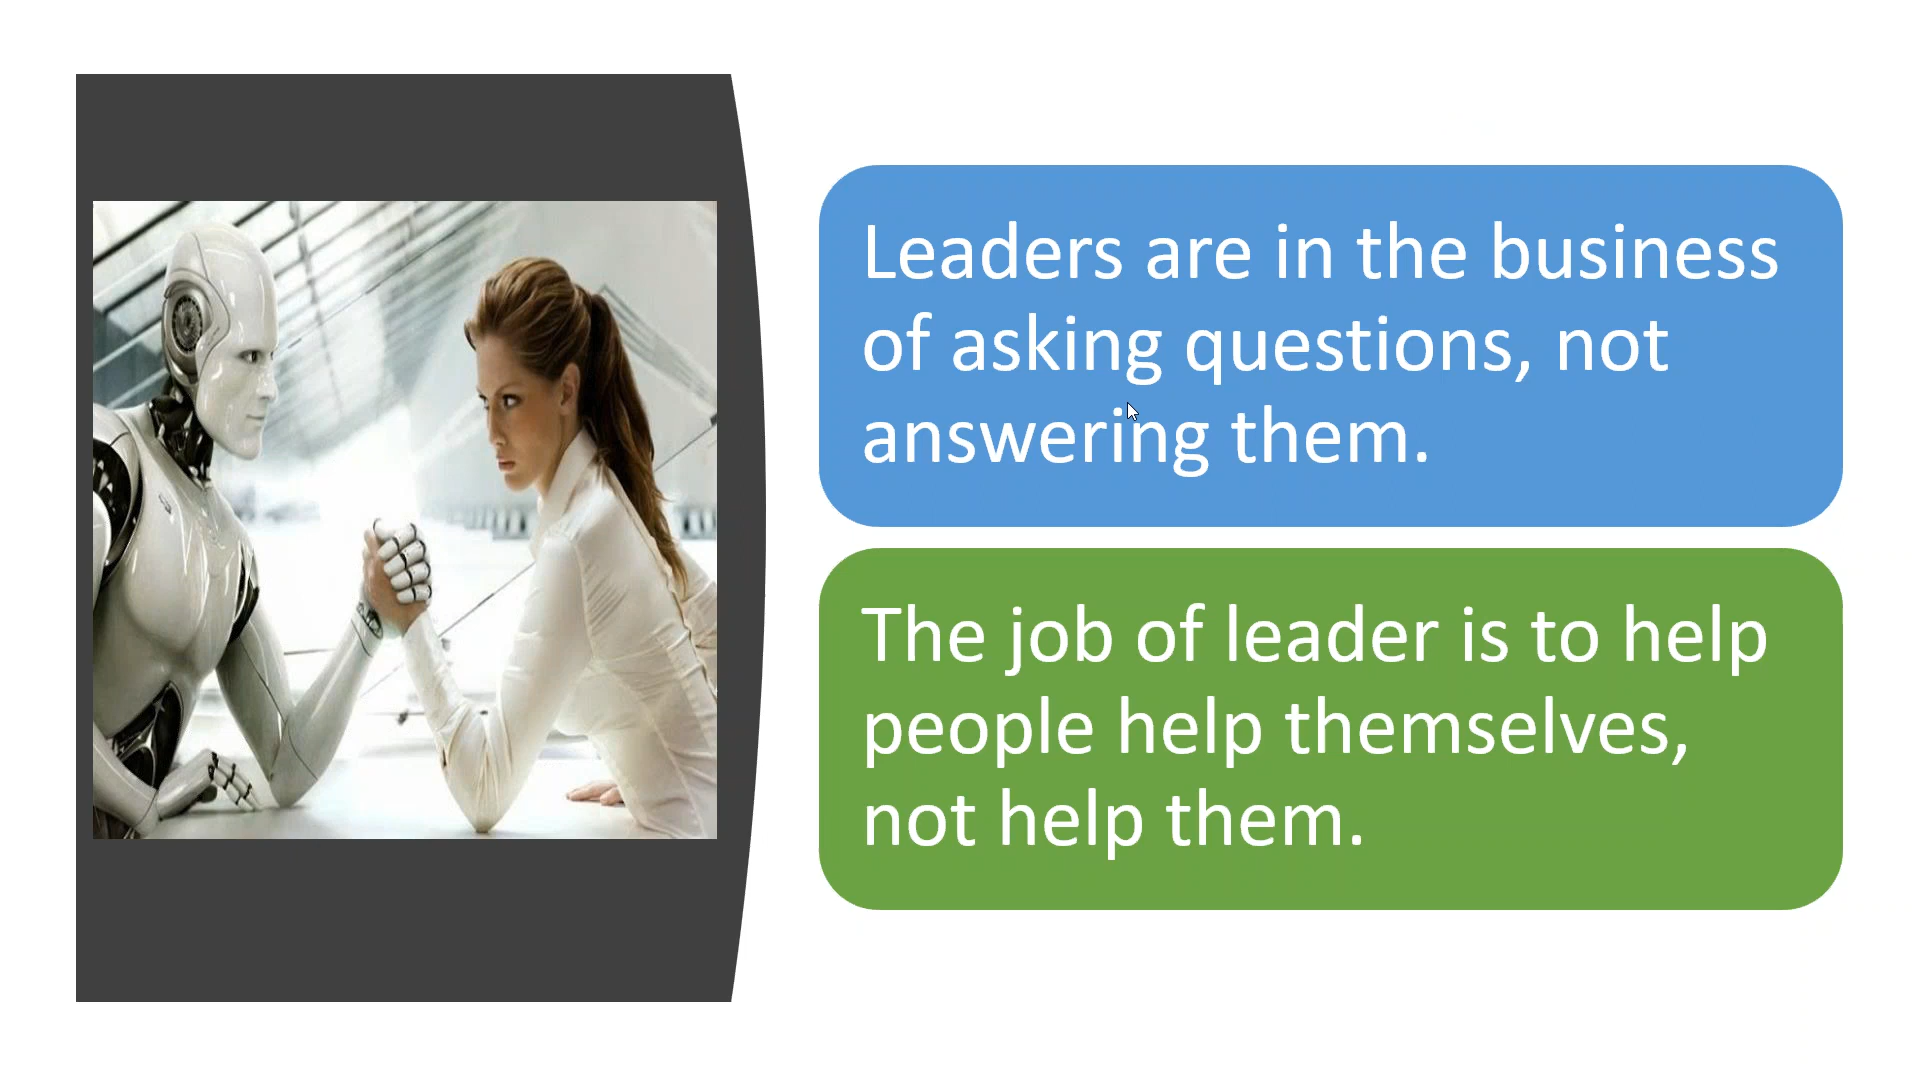 Leaders are in the business
of asking questions, not
answering them.
The job of leader is to help
people help themselves,
not help them.